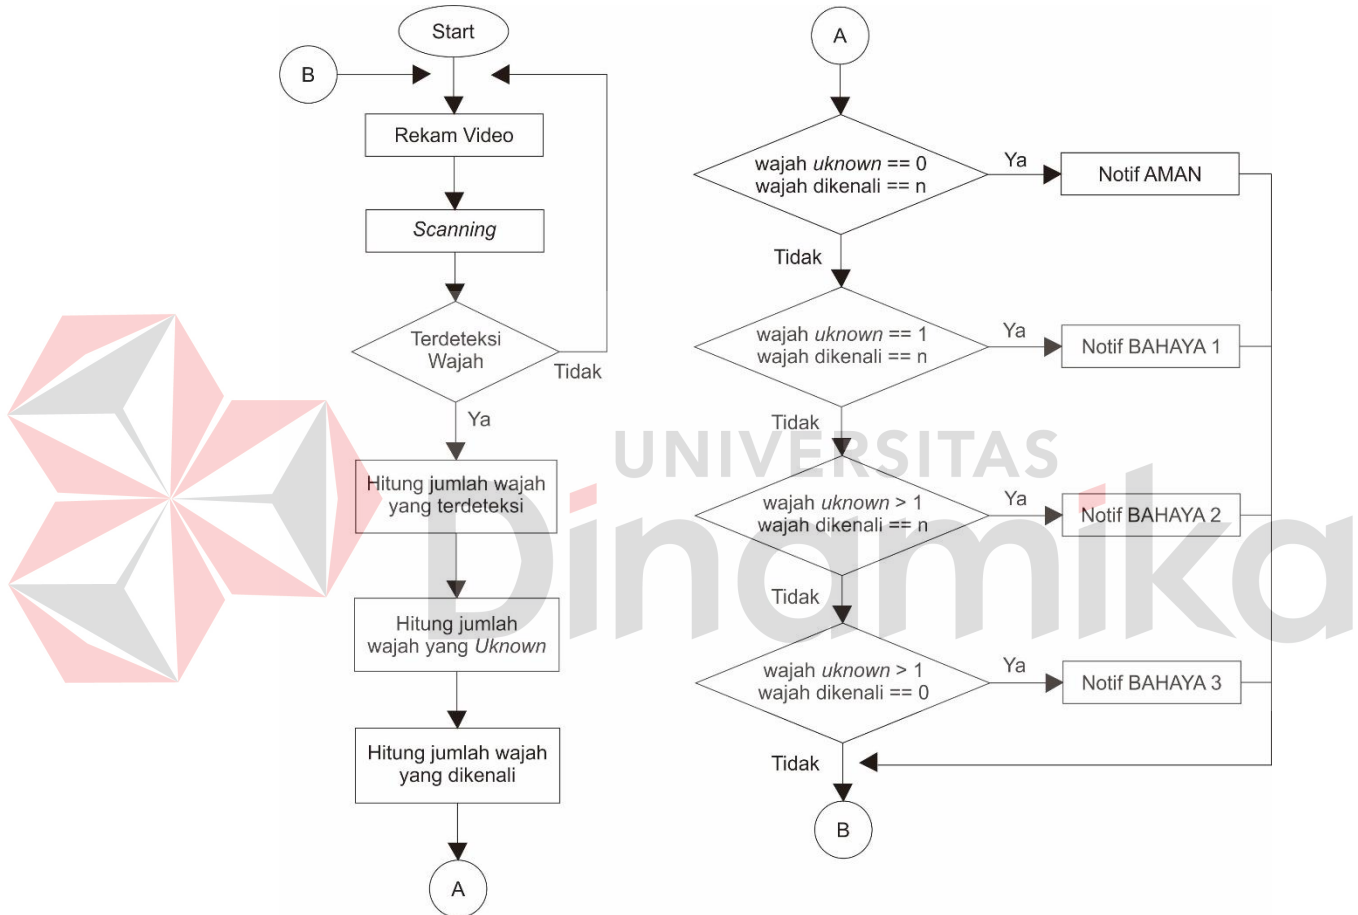 Start
B
Rekam Video
Scanning
Terdeteksi
Wajah
Tidak
Ya
Hitung jumlah wajah
yang terdeteksi
Hitung jumlah
wajah yang Uknown
Hitung jumlah wajah
yang dikenali
A
A
wajah uknown == 0
wajah dikenali == n
Ya
Notif AMAN
Tidak
wajah uknown == 1
wajah dikenali == n
Ya
Notif BAHAYA 1
Tidak
wajah uknown > 1
wajah dikenali == n
Ya
Notif BAHAYA 2
Tidak
wajah uknown > 1
wajah dikenali == 0
Ya
Notif BAHAYA 3
Tidak
B
UNIVERSITAS
Dinamika